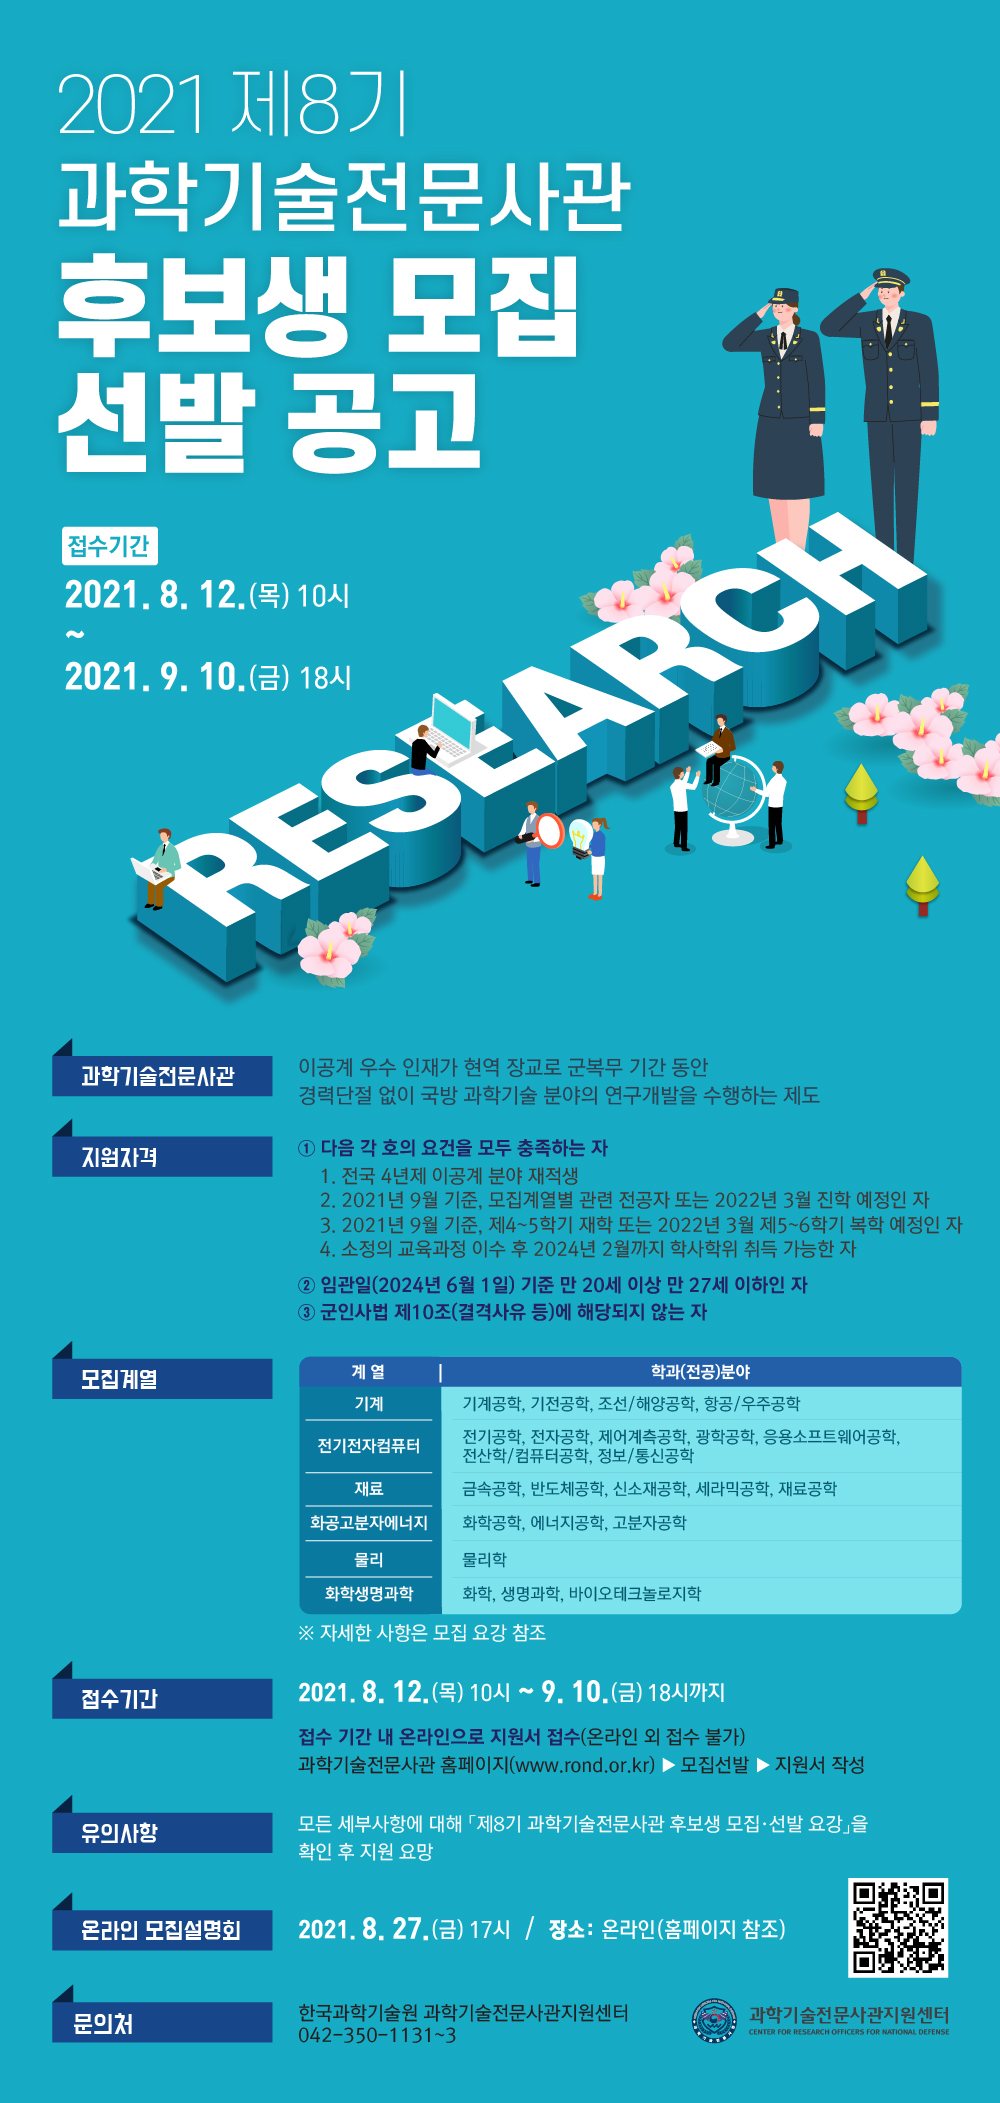 2021 제8기
과학기술전문사관
후보생 모집
선발 공고
접수기간
2021. 8. 12.(목) 10시
~
2021. 9. 10.(금) 18시
RESEARCH
과학기술전문사관
이공계 우수 인재가 현역 장교로 군복무 기간 동안
경력단절 없이 국방 과학기술 분야의 연구개발을 수행하는 제도
지원자격
① 다음 각 호의 요건을 모두 충족하는 자
1. 전국 4년제 이공계 분야 재적생
2. 2021년 9월 기준, 모집계열별 관련 전공자 또는 2022년 3월 진학 예정인 자
3. 2021년 9월 기준, 제4~5학기 재학 또는 2022년 3월 제5~6학기 복학 예정인 자
4. 소정의 교육과정 이수 후 2024년 2월까지 학사학위 취득 가능한 자
② 임관일(2024년 6월 1일) 기준 만 20세 이상 만 27세 이하인 자
③ 군인사법 제10조(결격사유 등)에 해당되지 않는 자
모집계열
계 열 | 학과(전공)분야
기계 기계공학, 기전공학, 조선/해양공학, 항공/우주공학
전기전자컴퓨터 전기공학, 전자공학, 제어계측공학, 광학공학, 응용소프트웨어공학,
전산학/컴퓨터공학, 정보/통신공학
재료 금속공학, 반도체공학, 신소재공학, 세라믹공학, 재료공학
화공고분자에너지 화학공학, 에너지공학, 고분자공학
물리 물리학
화학생명과학 화학, 생명과학, 바이오테크놀로지학
※ 자세한 사항은 모집 요강 참조
접수기간
2021. 8. 12.(목) 10시 ~ 9. 10.(금) 18시까지
접수 기간 내 온라인으로 지원서 접수(온라인 외 접수 불가)
과학기술전문사관 홈페이지(www.rond.or.kr) ▶ 모집선발 ▶ 지원서 작성
유의사항
모든 세부사항에 대해 「제8기 과학기술전문사관 후보생 모집·선발 요강」을
확인 후 지원 요망
온라인 모집설명회
2021. 8. 27.(금) 17시 / 장소: 온라인(홈페이지 참조)
문의처
한국과학기술원 과학기술전문사관지원센터
042-350-1131~3
과학기술전문사관지원센터
CENTER FOR RESEARCH OFFICERS FOR NATIONAL DEFENSE